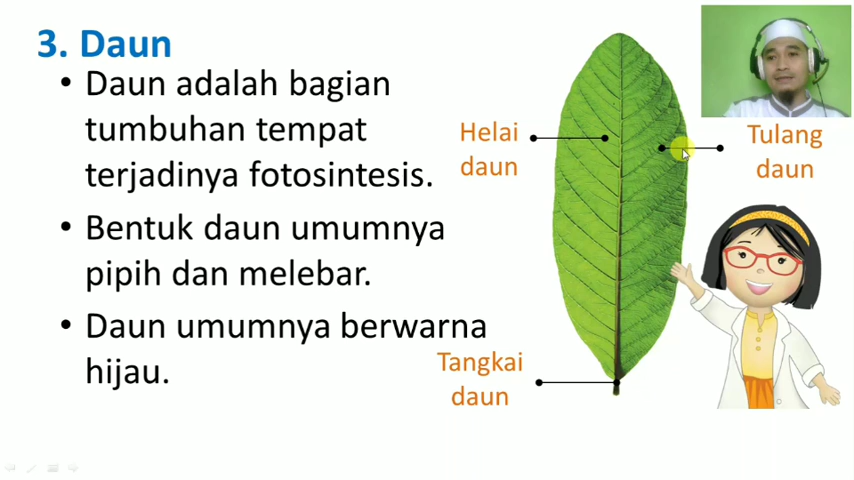 3. Daun
• Daun adalah bagian
tumbuhan tempat
terjadinya fotosintesis.
• Bentuk daun umumnya
pipih dan melebar.
• Daun umumnya berwarna
hijau.
Helai
daun
Tulang
daun
Tangkai
daun